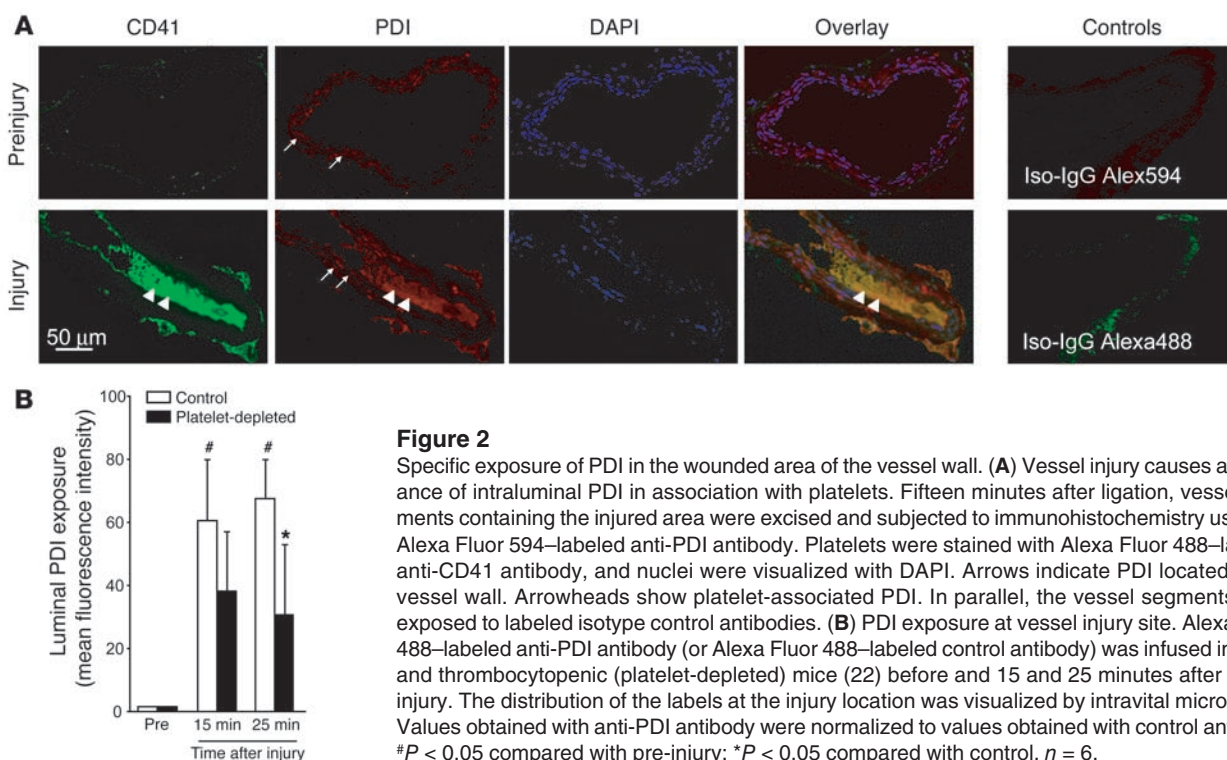 A
CD41
PDI
DAPI
Overlay
Controls
Preinjury
Iso-IgG Alex594
Injury
50 μm
Iso-IgG Alexa488
B
100
80
60
40
20
0
Luminal PDI exposure
(mean fluorescence intensity)
Control
Platelet-depleted
#
#
*
Pre
15 min
25 min
Time after injury
Figure 2
Specific exposure of PDI in the wounded area of the vessel wall. (A) Vessel injury causes a
ance of intraluminal PDI in association with platelets. Fifteen minutes after ligation, vesse
ments containing the injured area were excised and subjected to immunohistochemistry us
Alexa Fluor 594–labeled anti-PDI antibody. Platelets were stained with Alexa Fluor 488–la
anti-CD41 antibody, and nuclei were visualized with DAPI. Arrows indicate PDI located
vessel wall. Arrowheads show platelet-associated PDI. In parallel, the vessel segments
exposed to labeled isotype control antibodies. (B) PDI exposure at vessel injury site. Alexa
488–labeled anti-PDI antibody (or Alexa Fluor 488–labeled control antibody) was infused in
and thrombocytopenic (platelet-depleted) mice (22) before and 15 and 25 minutes after
injury. The distribution of the labels at the injury location was visualized by intravital micro
Values obtained with anti-PDI antibody were normalized to values obtained with control an
#P < 0.05 compared with pre-injury; *P < 0.05 compared with control. n = 6.